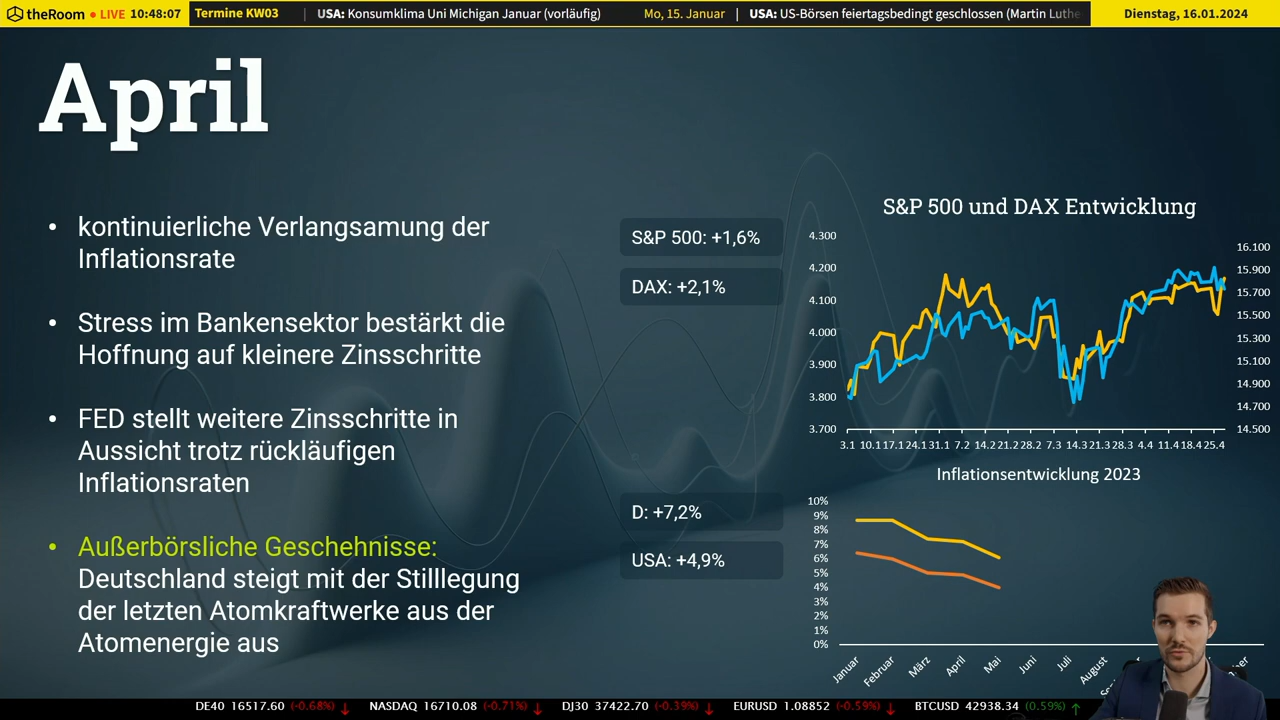 theRoom • LIVE 10:48:07 Termine KW03 | USA: Konsumklima Uni Michigan Januar (vorläufig) Mo, 15. Januar | USA: US-Börsen feiertagsbedingt geschlossen (Martin Dienstag, 16.01.2024
April
• kontinuierliche Verlangsamung der
Inflationsrate
• Stress im Bankensektor bestärkt die
Hoffnung auf kleinere Zinsschritte
• FED stellt weitere Zinsschritte in
Aussicht trotz rückläufigen
Inflationsraten
• Außerbörsliche Geschehnisse:
Deutschland steigt mit der Stilllegung
der letzten Atomkraftwerke aus der
Atomenergie aus
S&P 500: +1,6%
DAX: +2,1%
D: +7,2%
USA: +4,9%
S&P 500 und DAX Entwicklung
4.300
4.200
4.100
4.000
3.900
3.800
3.700
16.100
15.900
15.700
15.500
15.300
15.100
14.900
14.700
14.500
3.1 10.1 17.1 24.1 31.1 7.2 14.2 21.2 28.2 7.3 14.3 21.3 28.3 4.4 11.4 18.4 25.4
Inflationsentwicklung 2023
10%
9%
8%
7%
6%
5%
4%
3%
2%
1%
0%
Januar Februar März April Mai Juni Juli August
DE40 16517.60 (-0.68%) ↓ NASDAQ 16710.08 (-0.71%) ↓ DJ30 37422.70 (-0.39%) ↓ EURUSD 1.08852 (-0.59%) ↓ BTCUSD 42938.34 (0.59%) ↑